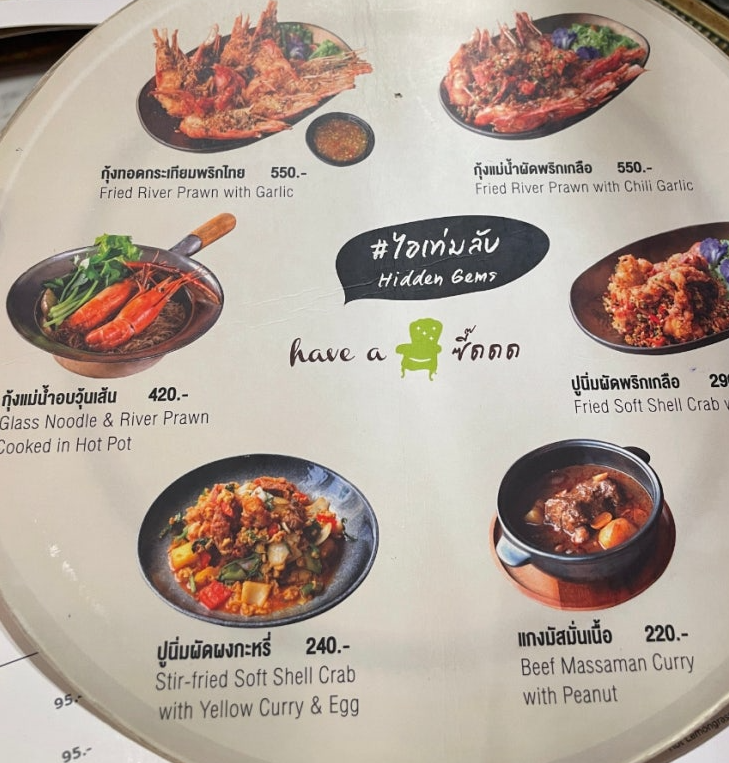 กุ้งทอดกระเทียมพริกไทย 550.-
Fried River Prawn with Garlic
กุ้งแม่น้ำผัดพริกเกลือ 550.-
Fried River Prawn with Chili Garlic
#ไอเท่มลับ
Hidden Gems
have a ซี๊ดดด
กุ้งแม่น้ำอบวุ้นเส้น 420.-
Glass Noodle & River Prawn
Cooked in Hot Pot
ปูนิ่มผัดพริกเกลือ
Fried Soft Shell Crab
ปูนิ่มผัดผงกะหรี่ 240.-
Stir-fried Soft Shell Crab
with Yellow Curry & Egg
แกงมัสมั่นเนื้อ 220.-
Beef Massaman Curry
with Peanut
95.-
95.-